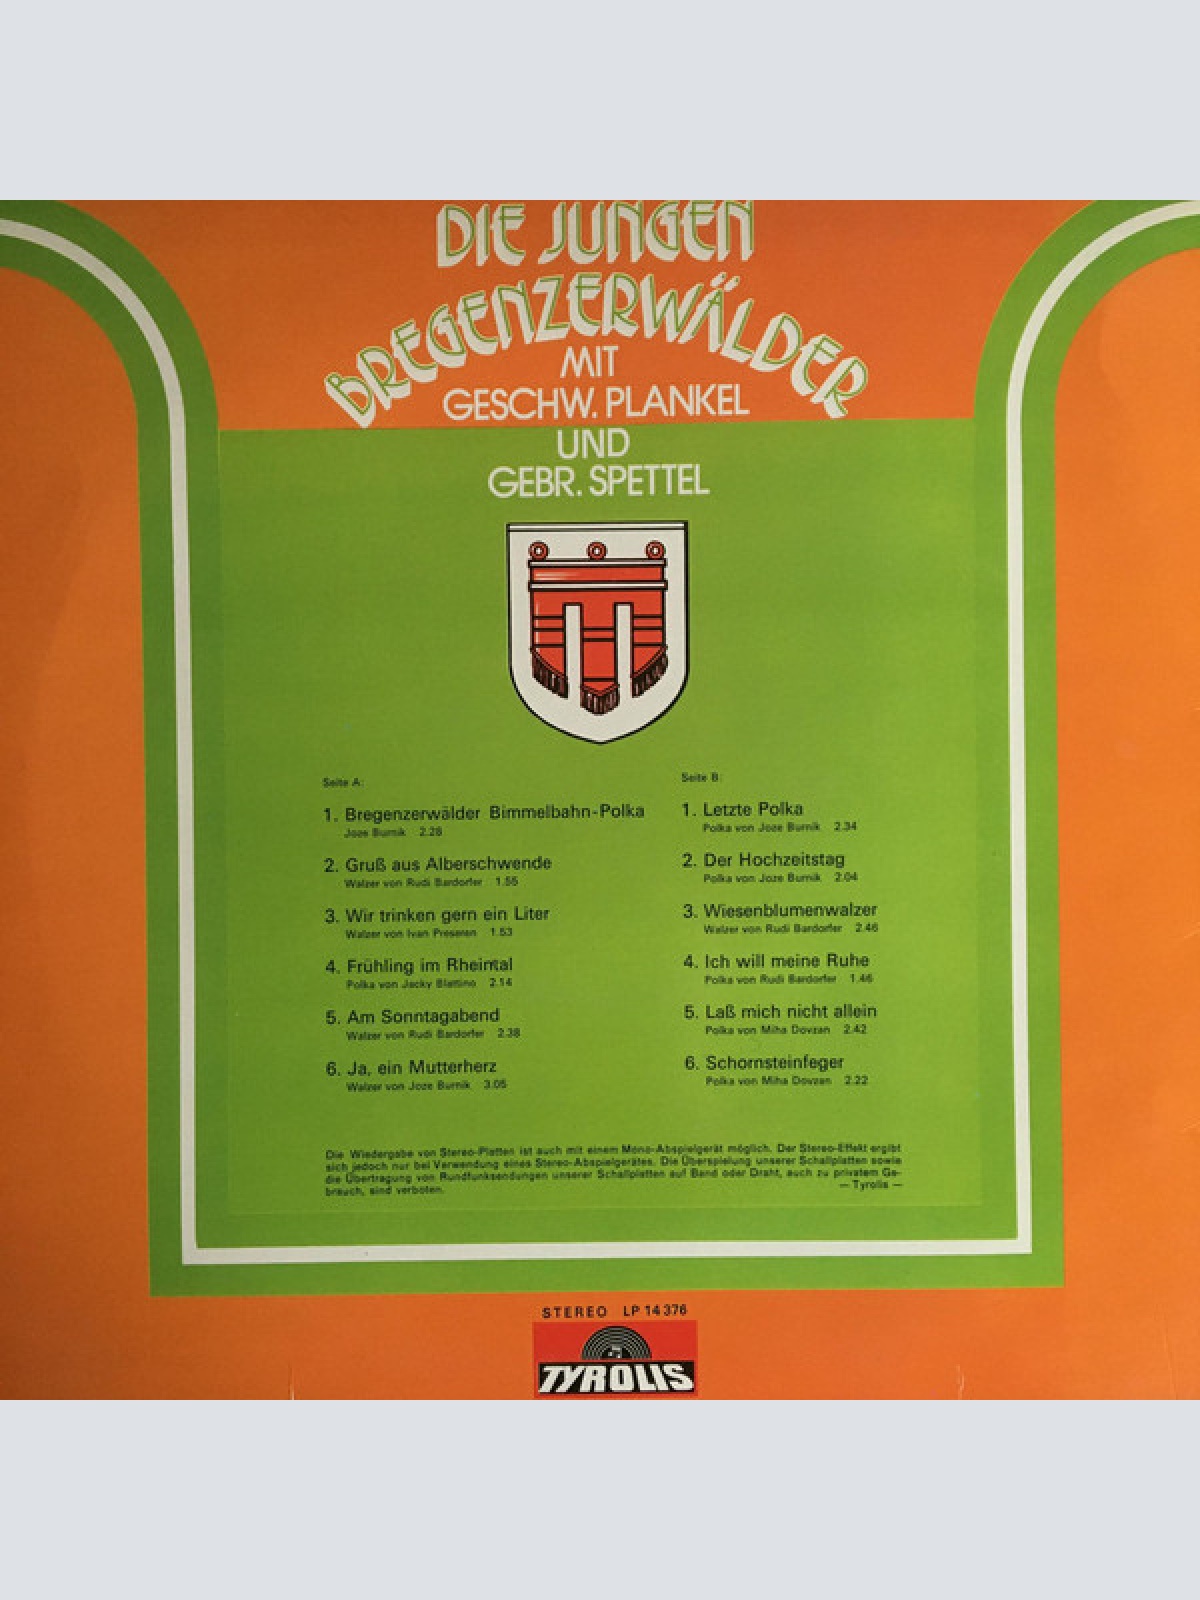 DIE JUNGEN
BREGENZERWÄLDER
MIT
GESCHW. PLANKEL
UND
GEBR. SPETTEL
Seite A:
1. Bregenzerwälder Bimmelbahn-Polka
Joze Burnik 2.28
2. Gruß aus Alberschwende
Walzer von Rudi Bardorfer 1.55
3. Wir trinken gern ein Liter
Walzer von Ivan Preseren 1.53
4. Frühling im Rheintal
Polka von Jacky Blattino 2.14
5. Am Sonntagabend
Walzer von Rudi Bardorfer 2.38
6. Ja, ein Mutterherz
Walzer von Joze Burnik 3.05
Seite B:
1. Letzte Polka
Polka von Joze Burnik 2.34
2. Der Hochzeitstag
Polka von Joze Burnik 2.04
3. Wiesenblumenwalzer
Walzer von Rudi Bardorfer 2.46
4. Ich will meine Ruhe
Polka von Rudi Bardorfer 1.46
5. Laß mich nicht allein
Polka von Miha Dovzan 2.42
6. Schornsteinfeger
Polka von Miha Dovzan 2.22
Die Wiedergabe von Stereo-Platten ist auch mit einem Mono-Abspielgerät möglich. Der Stereo-Effekt ergibt
sich jedoch nur bei Verwendung eines Stereo-Abspielgerätes. Die Überspielung unserer Schallplatten sowie
die Übertragung von Rundfunksendungen unserer Schallplatten auf Band oder Draht, auch zu privatem Ge-
brauch, sind verboten. — Tyrolis —
STEREO LP 14 376
TYROLIS